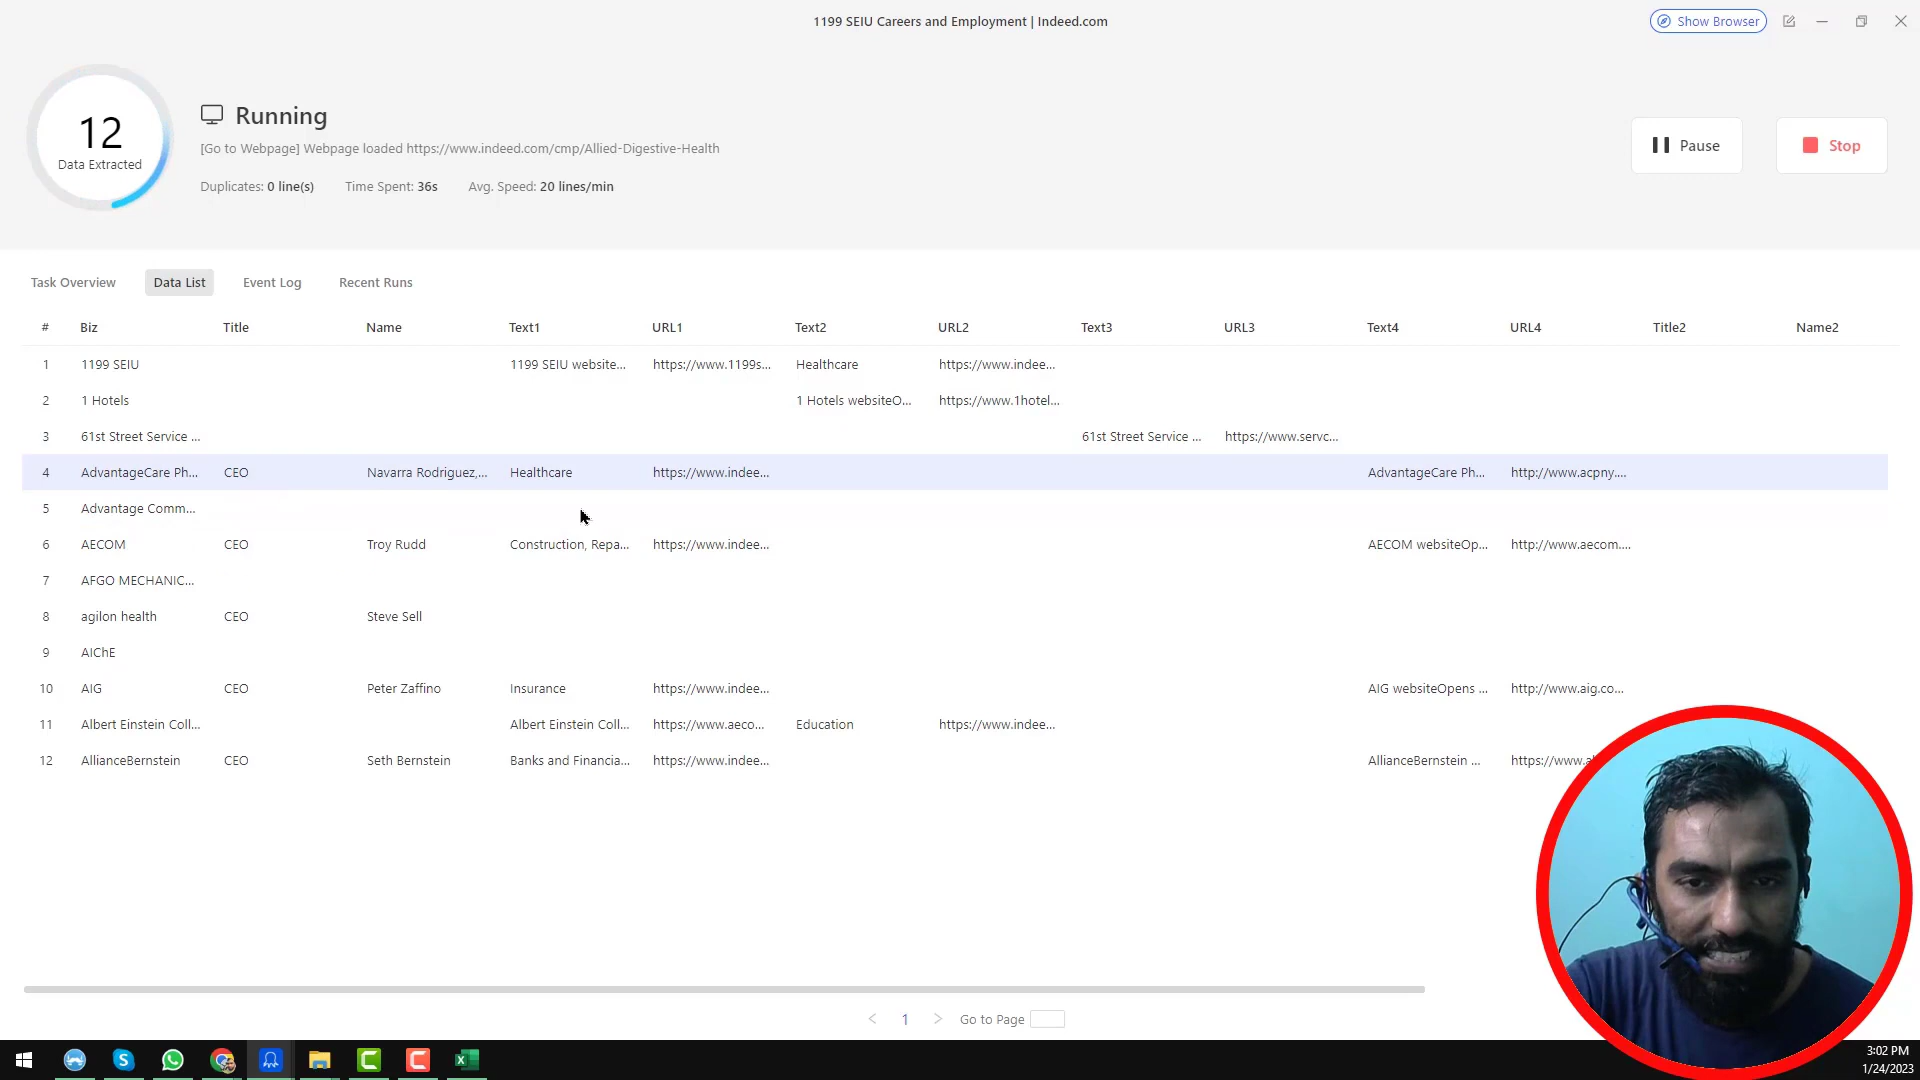 1199 SEIU Careers and Employment | Indeed.com
Show Browser
12
Data Extracted
Running
[Go to Webpage] Webpage loaded https://www.indeed.com/cmp/Allied-Digestive-Health
Duplicates: 0 line(s) Time Spent: 36s Avg. Speed: 20 lines/min
Pause
Stop
Task Overview Data List Event Log Recent Runs
# Biz Title Name Text1 URL1 Text2 URL2 Text3 URL3 Text4 URL4 Title2 Name2
1 1199 SEIU 1199 SEIU website... https://www.1199s... Healthcare https://www.indee...
2 1 Hotels 1 Hotels websiteO... https://www.1hotel...
3 61st Street Service ... 61st Street Service ... https://www.servc...
4 AdvantageCare Ph... CEO Navarra Rodriguez,... Healthcare https://www.indee... AdvantageCare Ph... http://www.acpny....
5 Advantage Comm...
6 AECOM CEO Troy Rudd Construction, Repa... https://www.indee... AECOM websiteOp... http://www.aecom....
7 AFGO MECHANIC...
8 agilon health CEO Steve Sell
9 AIChE
10 AIG CEO Peter Zaffino Insurance https://www.indee... AIG websiteOpens ... http://www.aig.co...
11 Albert Einstein Coll... Albert Einstein Coll... https://www.aeco... Education https://www.indee...
12 AllianceBernstein CEO Seth Bernstein Banks and Financia... https://www.indee... AllianceBernstein ... https://www.al
< 1 > Go to Page
3:02 PM
1/24/2023